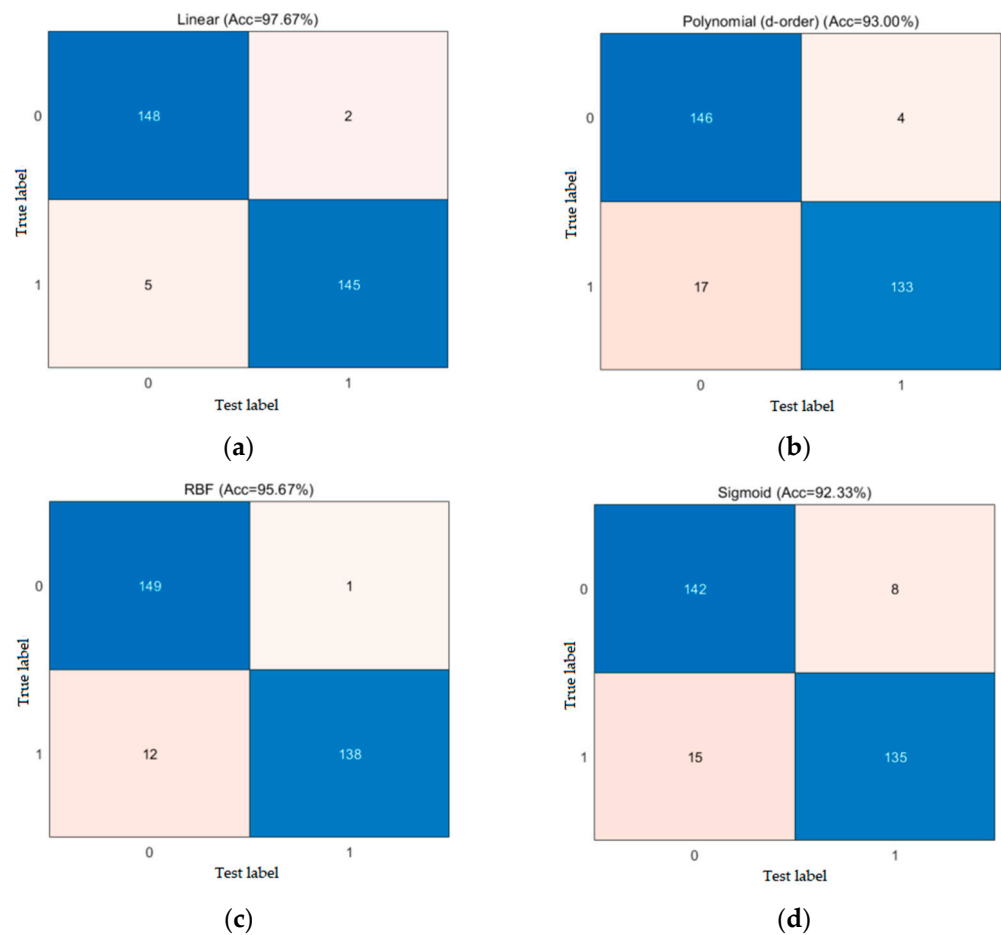 Linear (Acc=97.67%)
0
148
2
True label
1
5
145
0
1
Test label
(a)
Polynomial (d-order) (Acc=93.00%)
0
146
4
True label
1
17
133
0
1
Test label
(b)
RBF (Acc=95.67%)
0
149
1
True label
1
12
138
0
1
Test label
(c)
Sigmoid (Acc=92.33%)
0
142
8
True label
1
15
135
0
1
Test label
(d)